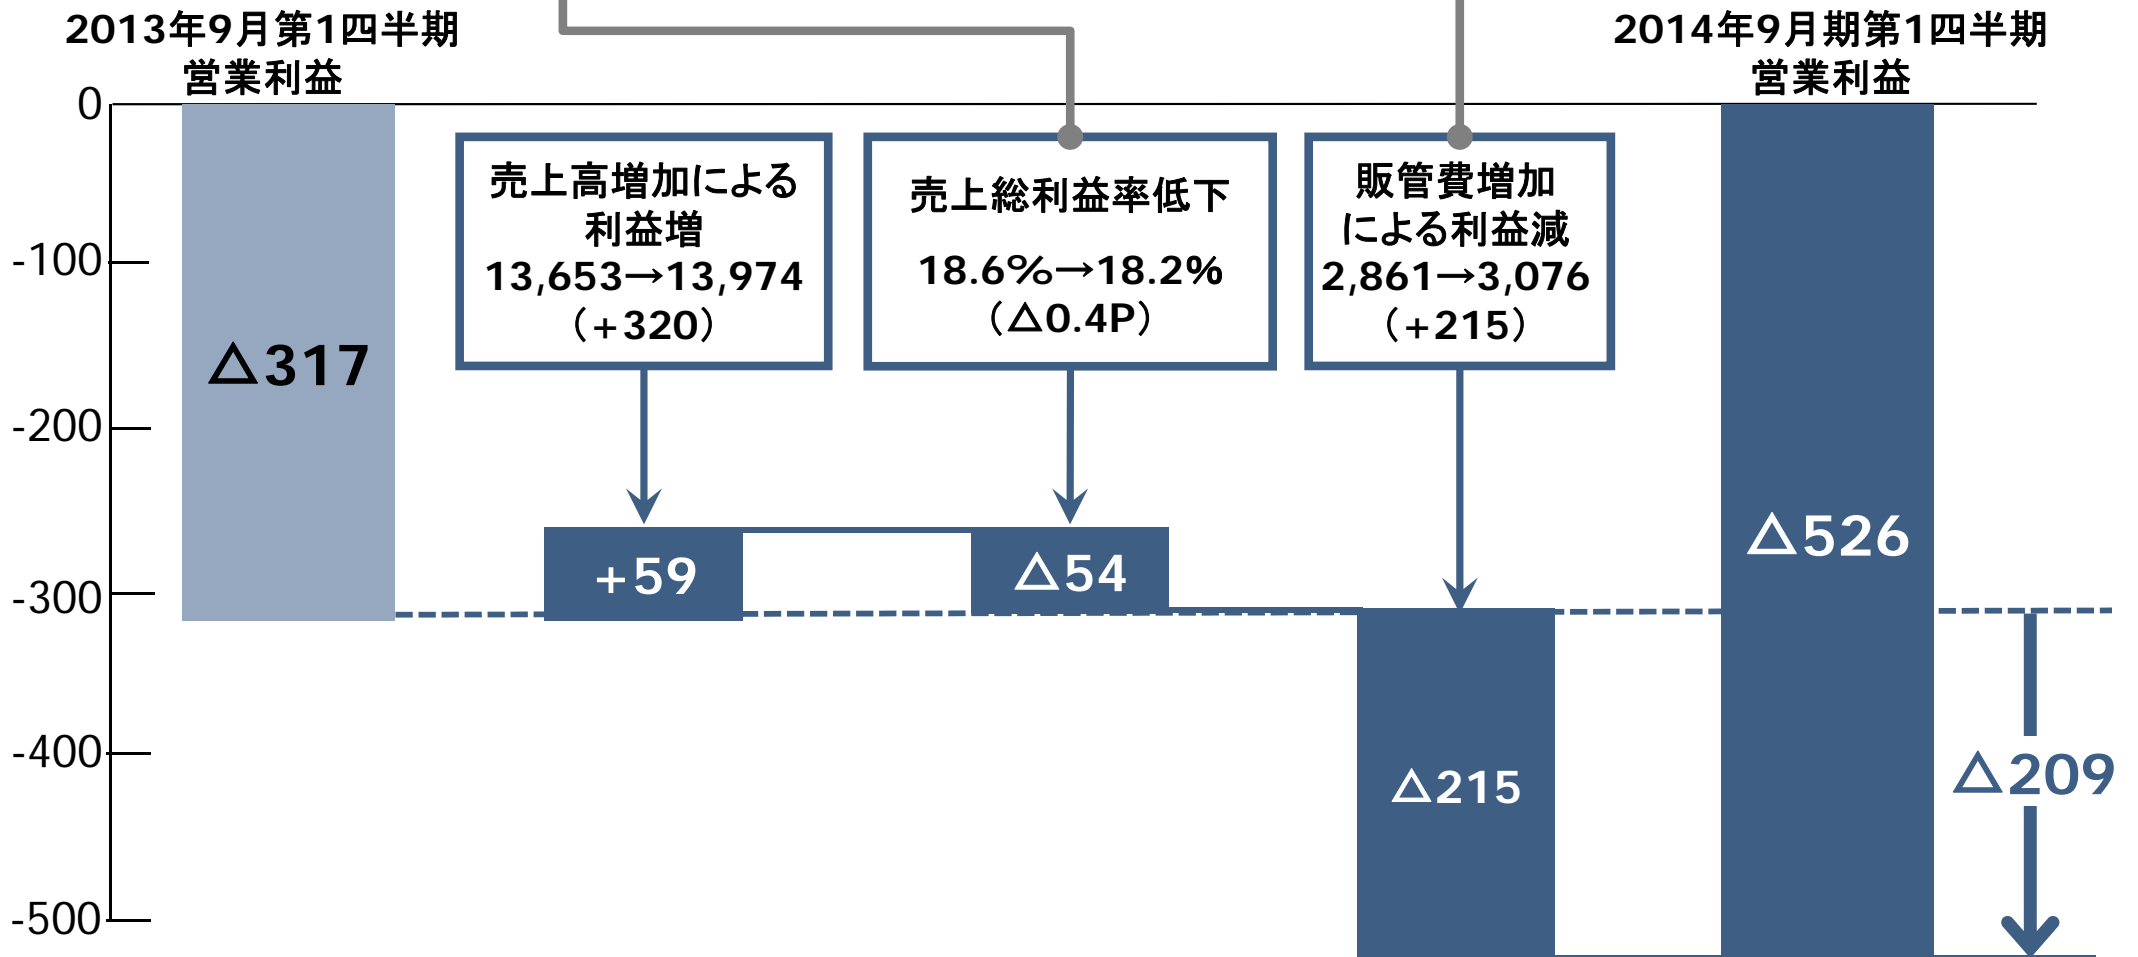 2013年9月第1四半期
営業利益
2014年9月期第1四半期
営業利益
0
-100
-200
-300
-400
-500
△317
売上高増加による
利益増
13,653→13,974
（+320）
売上総利益率低下
18.6%→18.2%
（△0.4P）
販管費増加
による利益減
2,861→3,076
（+215）
+59
△54
△215
△526
△209